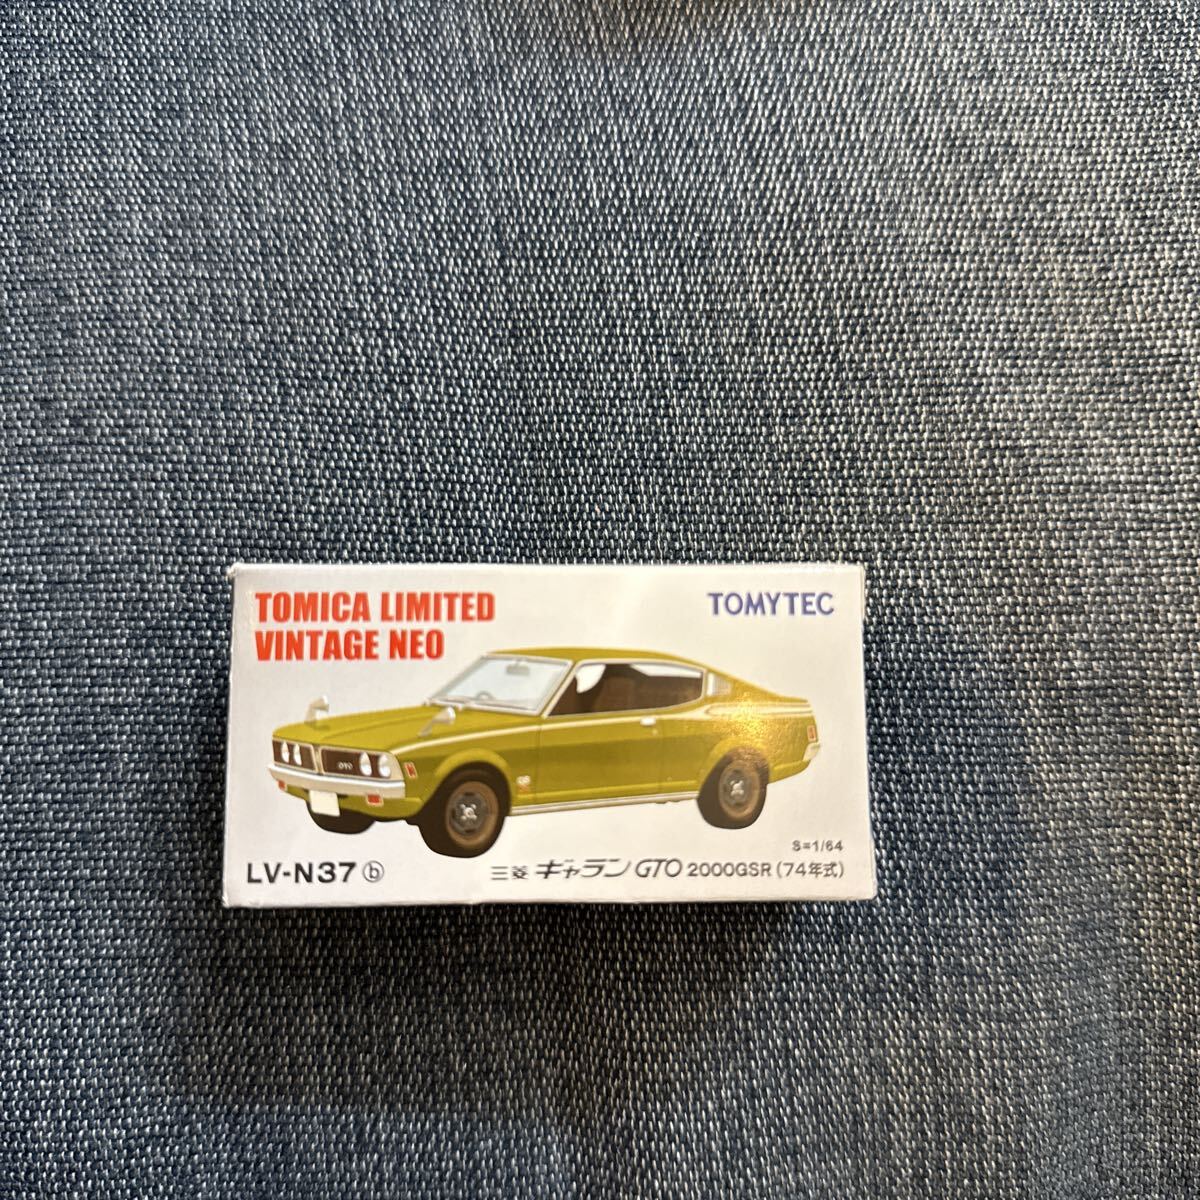 TOMICA LIMITED
VINTAGE NEO
TOMYTEC
GTO
S=1/64
LV-N37 ⓑ
三菱 ギャラン GTO 2000GSR (74年式)